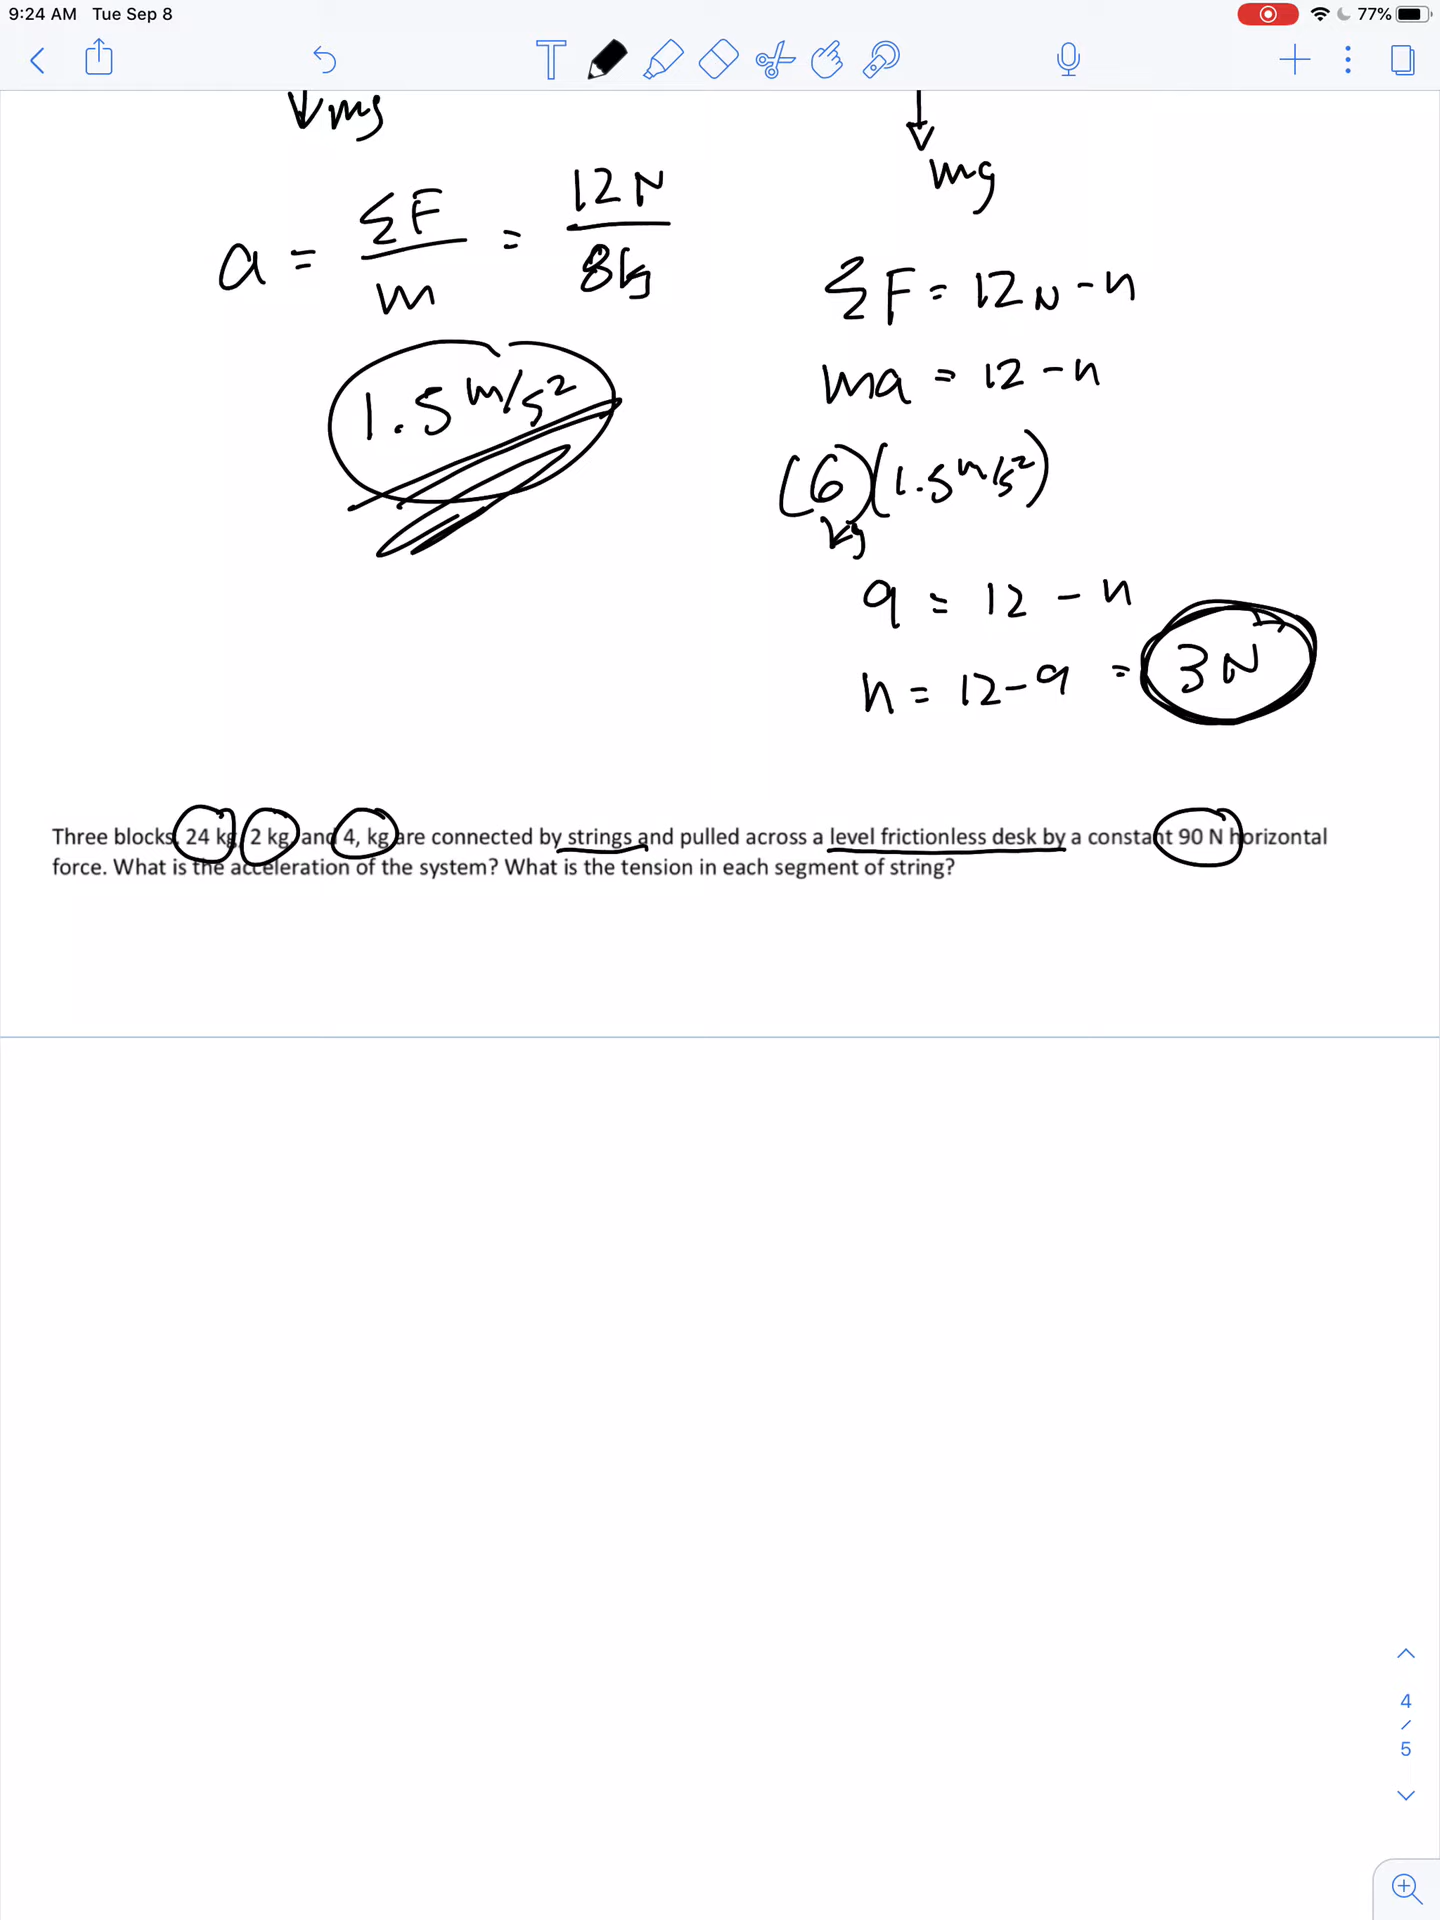 9:24 AM Tue Sep 8
77%
T
mg
mg
a = ΣF/m = 12N/8kg
1.5 m/s²
ΣF = 12N - n
ma = 12 - n
(6)(1.5 m/s²)
kg
9 = 12 - n
n = 12 - 9 = 3N
Three blocks, 24 kg, 2 kg, and 4, kg are connected by strings and pulled across a level frictionless desk by a constant 90 N horizontal
force. What is the acceleration of the system? What is the tension in each segment of string?
4
/
5